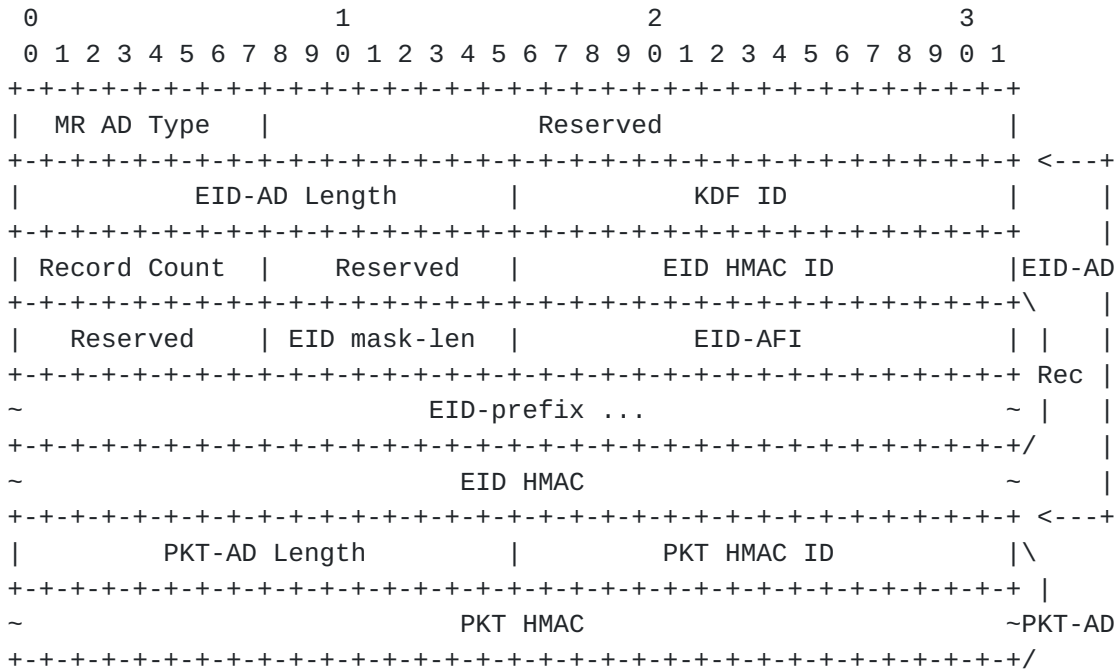 0                   1                   2                   3
 0 1 2 3 4 5 6 7 8 9 0 1 2 3 4 5 6 7 8 9 0 1 2 3 4 5 6 7 8 9 0 1
+-+-+-+-+-+-+-+-+-+-+-+-+-+-+-+-+-+-+-+-+-+-+-+-+-+-+-+-+-+-+-+-+
|  MR AD Type   |                 Reserved                      |
+-+-+-+-+-+-+-+-+-+-+-+-+-+-+-+-+-+-+-+-+-+-+-+-+-+-+-+-+-+-+-+-+ <---+
|           EID-AD Length       |           KDF ID              |     |
+-+-+-+-+-+-+-+-+-+-+-+-+-+-+-+-+-+-+-+-+-+-+-+-+-+-+-+-+-+-+-+-+     |
| Record Count  |    Reserved   |         EID HMAC ID           |EID-AD
+-+-+-+-+-+-+-+-+-+-+-+-+-+-+-+-+-+-+-+-+-+-+-+-+-+-+-+-+-+-+-+-+\    |
|   Reserved    | EID mask-len  |           EID-AFI             | |   |
+-+-+-+-+-+-+-+-+-+-+-+-+-+-+-+-+-+-+-+-+-+-+-+-+-+-+-+-+-+-+-+-+ Rec |
~                          EID-prefix ...                       ~ |   |
+-+-+-+-+-+-+-+-+-+-+-+-+-+-+-+-+-+-+-+-+-+-+-+-+-+-+-+-+-+-+-+-+/    |
~                            EID HMAC                           ~     |
+-+-+-+-+-+-+-+-+-+-+-+-+-+-+-+-+-+-+-+-+-+-+-+-+-+-+-+-+-+-+-+-+ <---+
|         PKT-AD Length         |         PKT HMAC ID           |\
+-+-+-+-+-+-+-+-+-+-+-+-+-+-+-+-+-+-+-+-+-+-+-+-+-+-+-+-+-+-+-+-+ |
~                            PKT HMAC                           ~PKT-AD
+-+-+-+-+-+-+-+-+-+-+-+-+-+-+-+-+-+-+-+-+-+-+-+-+-+-+-+-+-+-+-+-+/